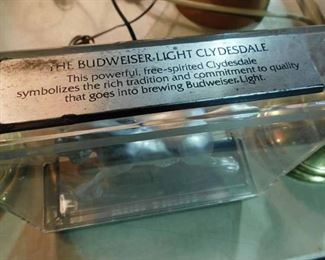 THE BUDWEISER LIGHT CLYDESDALE
This powerful, free-spirited Clydesdale
symbolizes the rich tradition and commitment to quality
that goes into brewing Budweiser Light.